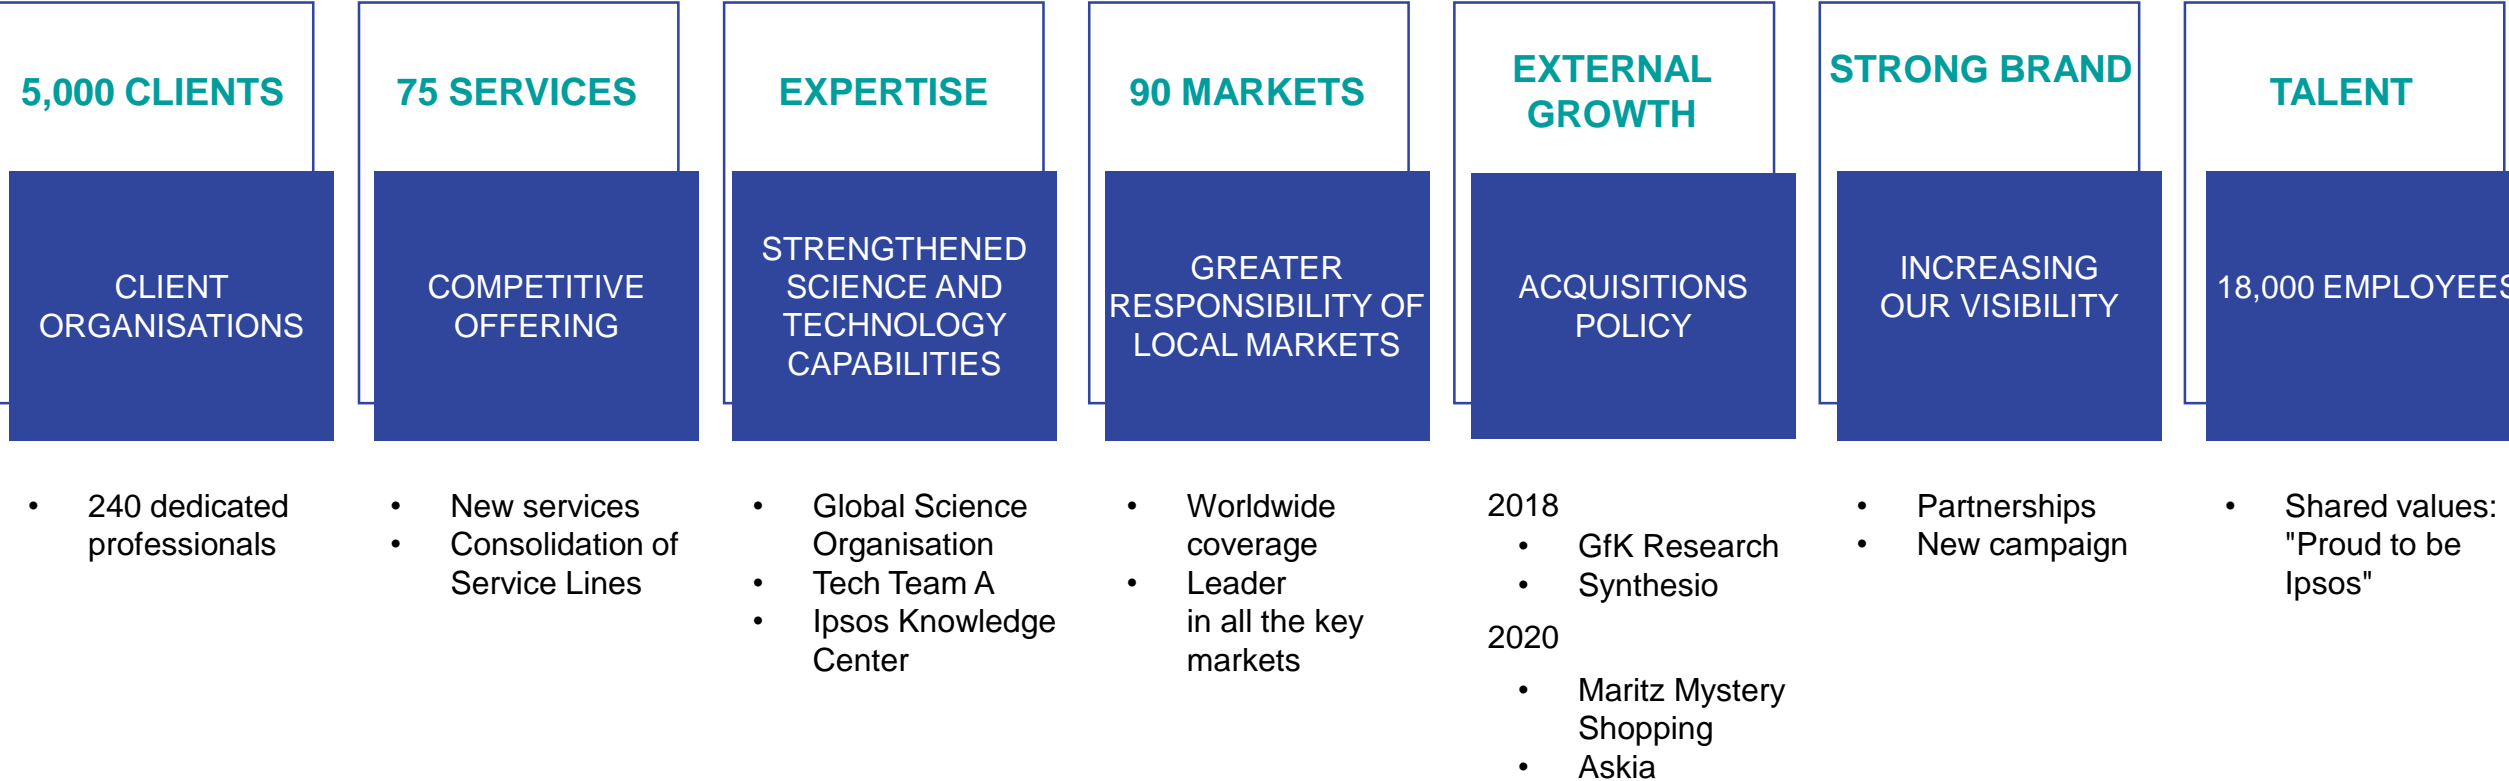 5,000 CLIENTS
CLIENT
ORGANISATIONS
• 240 dedicated
professionals
75 SERVICES
COMPETITIVE
OFFERING
• New services
• Consolidation of
Service Lines
EXPERTISE
STRENGTHENED
SCIENCE AND
TECHNOLOGY
CAPABILITIES
• Global Science
Organisation
• Tech Team A
• Ipsos Knowledge
Center
90 MARKETS
GREATER
RESPONSIBILITY OF
LOCAL MARKETS
• Worldwide
coverage
• Leader
in all the key
markets
EXTERNAL
GROWTH
ACQUISITIONS
POLICY
2018
• GfK Research
• Synthesio
2020
• Maritz Mystery
Shopping
• Askia
STRONG BRAND
INCREASING
OUR VISIBILITY
• Partnerships
• New campaign
TALENT
18,000 EMPLOYEES
• Shared values:
"Proud to be
Ipsos"